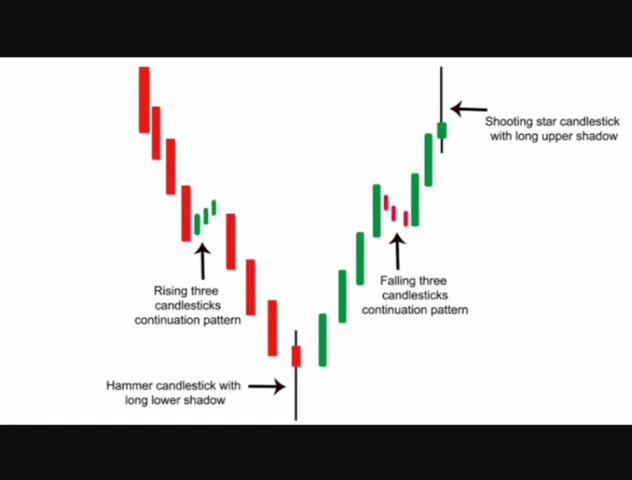 Shooting star candlestick
with long upper shadow
Rising three
candlesticks
continuation pattern
Falling three
candlesticks
continuation pattern
Hammer candlestick with
long lower shadow